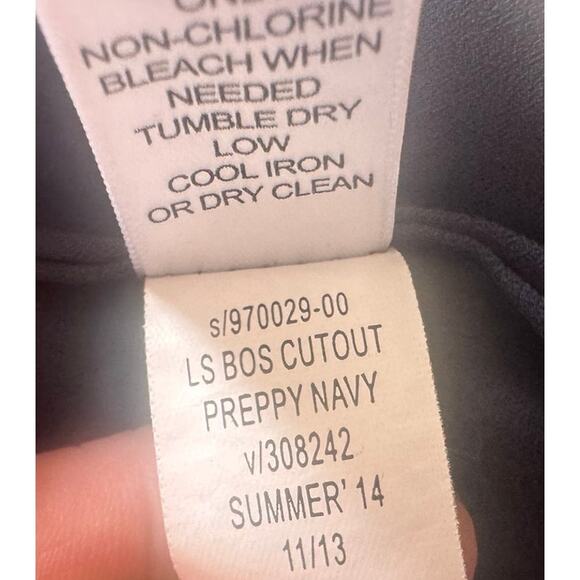 NON-CHLORINE
BLEACH WHEN
NEEDED
TUMBLE DRY
LOW
COOL IRON
OR DRY CLEAN
s/970029-00
LS BOS CUTOUT
PREPPY NAVY
v/308242
SUMMER' 14
11/13